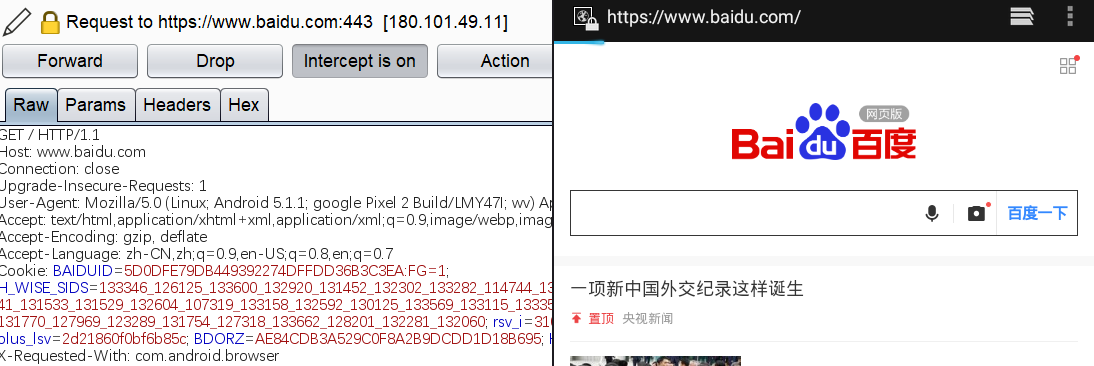 Request to https://www.baidu.com:443 [180.101.49.11]
Forward
Drop
Intercept is on
Action
Raw
Params
Headers
Hex
GET / HTTP/1.1
Host: www.baidu.com
Connection: close
Upgrade-Insecure-Requests: 1
User-Agent: Mozilla/5.0 (Linux; Android 5.1.1; google Pixel 2 Build/LMY47I; wv) Ap
Accept: text/html,application/xhtml+xml,application/xml;q=0.9,image/webp,imag
Accept-Encoding: gzip, deflate
Accept-Language: zh-CN,zh;q=0.9,en-US;q=0.8,en;q=0.7
Cookie: BAIDUID=5D0DFE79DB449392274DFFDD36B3C3EA:FG=1;
H_WISE_SIDS=133346_126125_133600_132920_131452_132302_133282_114744_13
41_131533_131529_132604_107319_133158_132592_130125_133569_133115_13335
131770_127969_123289_131754_127318_133662_128201_132281_132060; rsv_i=310
plus_lsv=2d21860f0bf6b85c; BDORZ=AE84CDB3A529C0F8A2B9DCDD1D18B695; H
X-Requested-With: com.android.browser
https://www.baidu.com/
网页版
Bai du 百度
百度一下
一项新中国外交纪录这样诞生
置顶 央视新闻